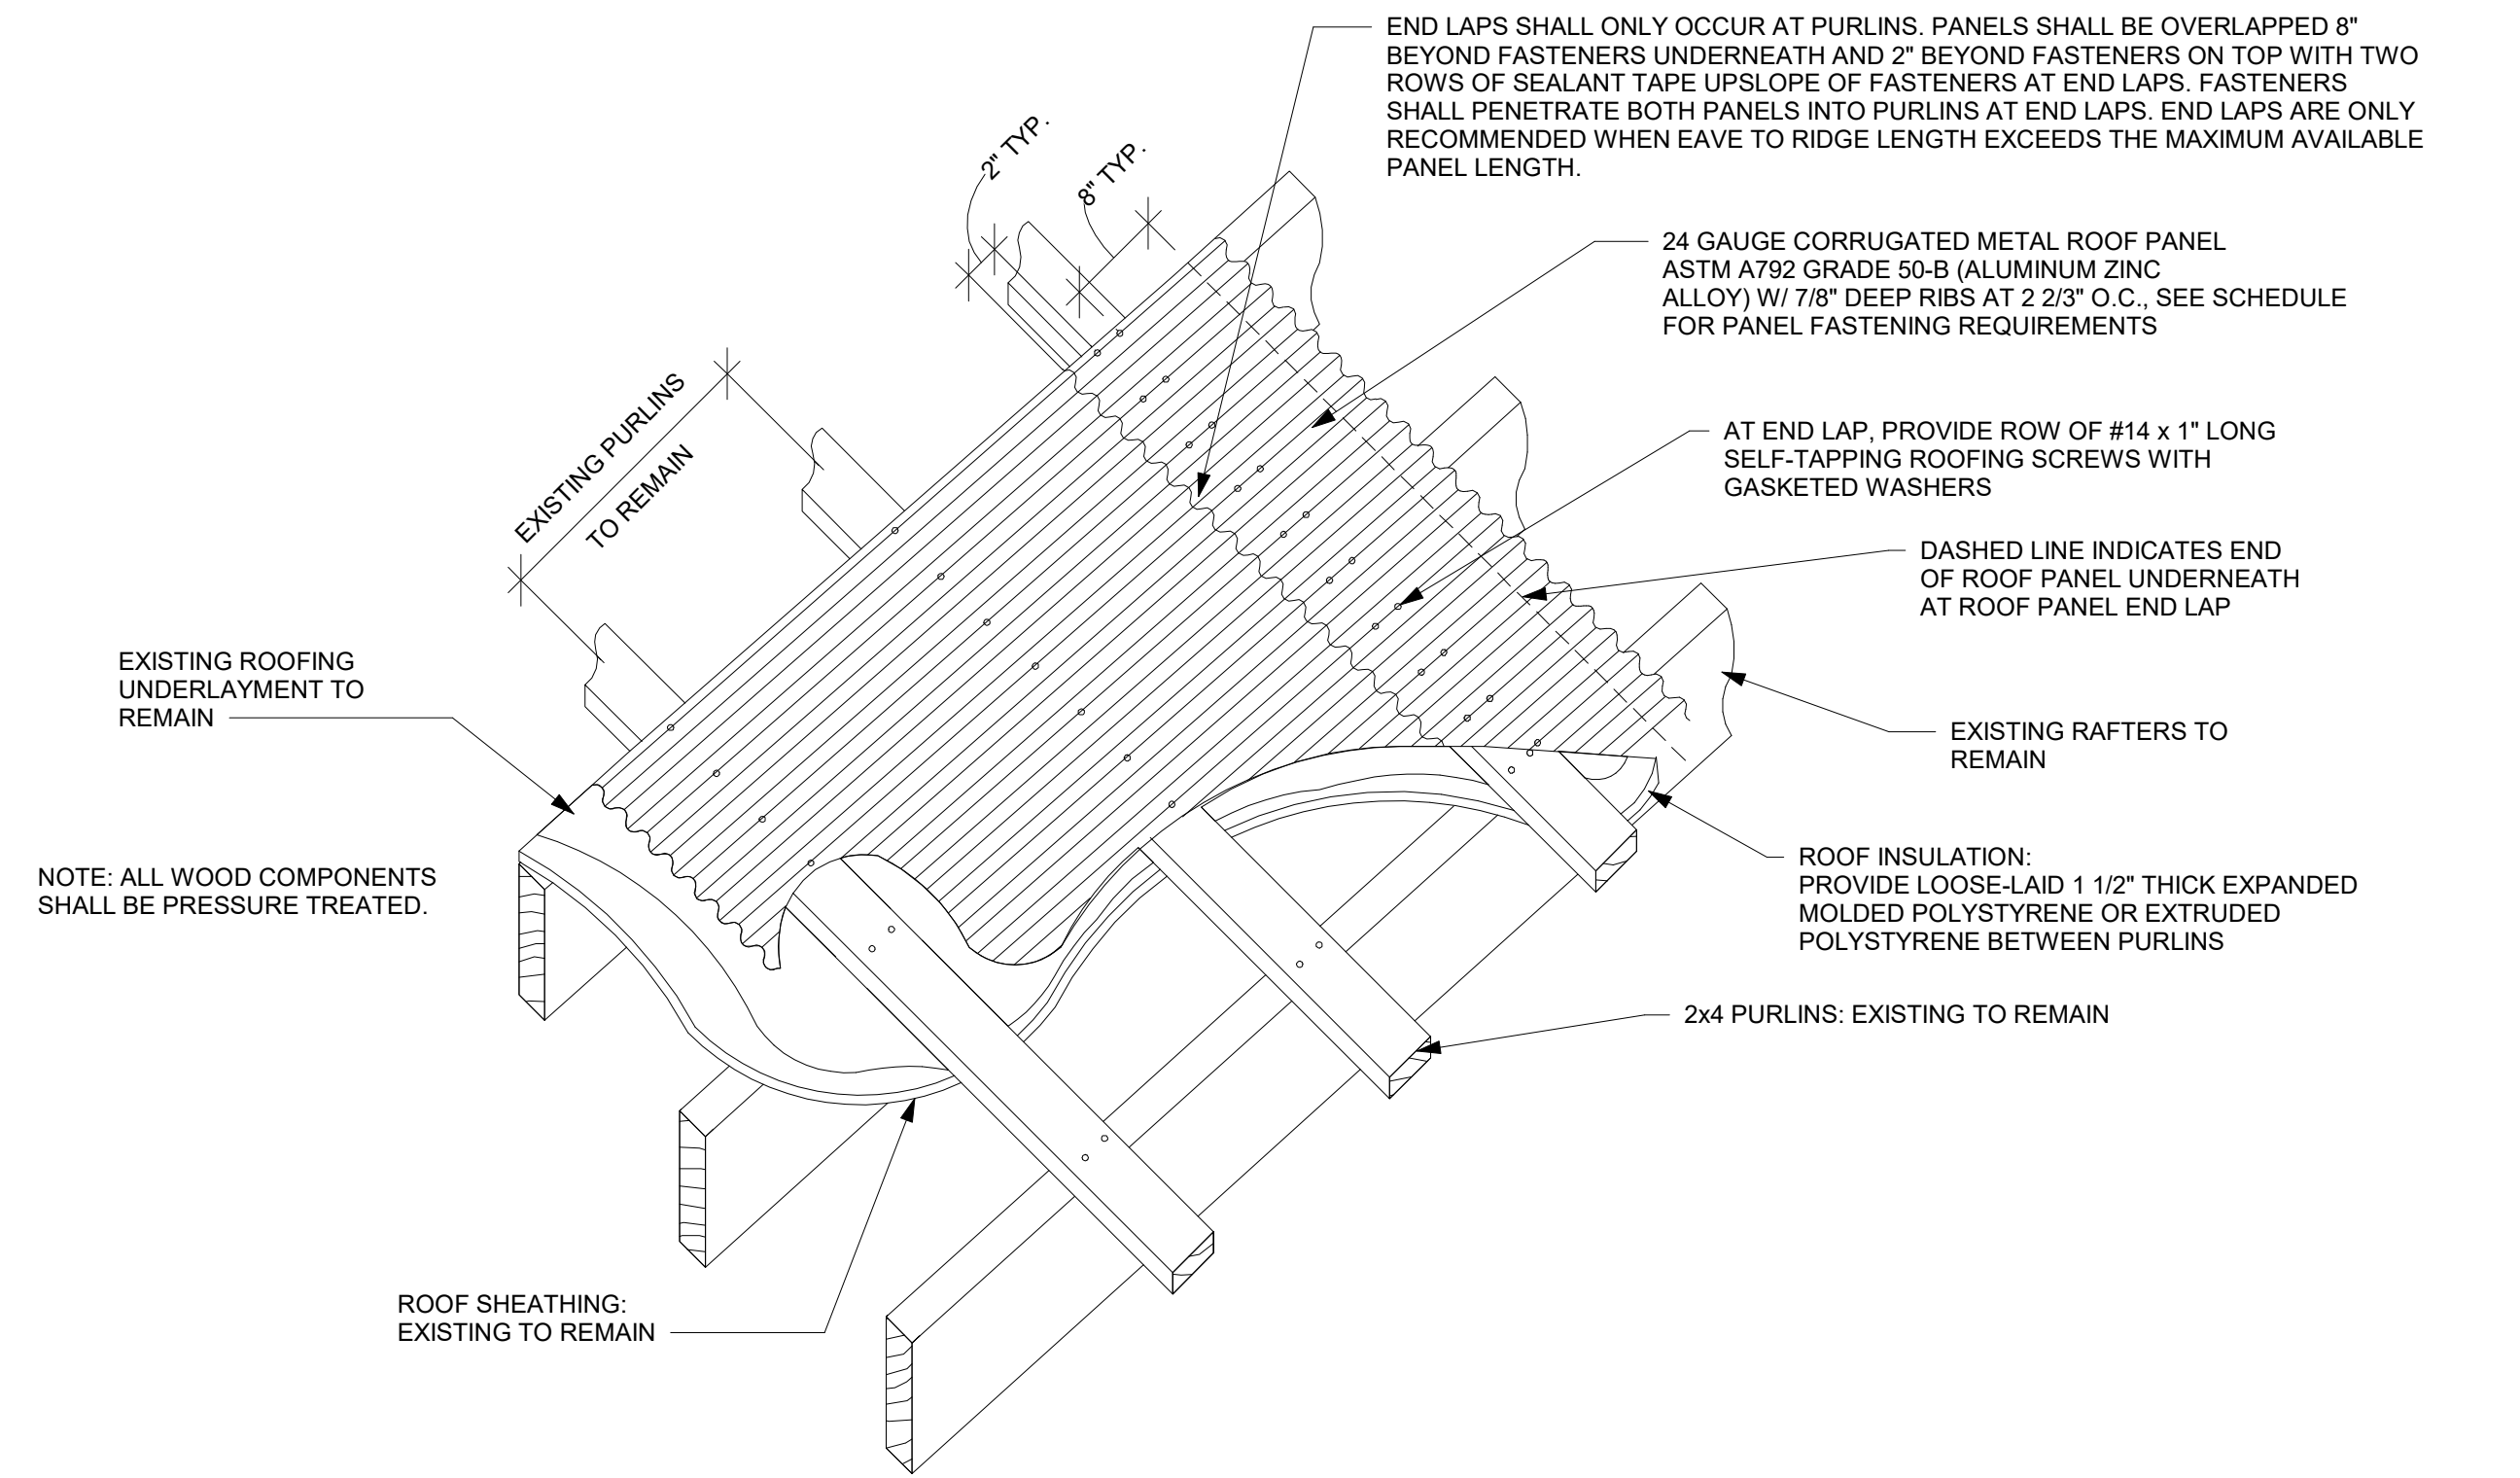 END LAPS SHALL ONLY OCCUR AT PURLINS. PANELS SHALL BE OVERLAPPED 8"
BEYOND FASTENERS UNDERNEATH AND 2" BEYOND FASTENERS ON TOP WITH TWO
ROWS OF SEALANT TAPE UPSLOPE OF FASTENERS AT END LAPS. FASTENERS
SHALL PENETRATE BOTH PANELS INTO PURLINS AT END LAPS. END LAPS ARE ONLY
RECOMMENDED WHEN EAVE TO RIDGE LENGTH EXCEEDS THE MAXIMUM AVAILABLE
PANEL LENGTH.
2" TYP.
8" TYP.
24 GAUGE CORRUGATED METAL ROOF PANEL
ASTM A792 GRADE 50-B (ALUMINUM ZINC
ALLOY) W/ 7/8" DEEP RIBS AT 2 2/3" O.C., SEE SCHEDULE
FOR PANEL FASTENING REQUIREMENTS
EXISTING PURLINS
TO REMAIN
AT END LAP, PROVIDE ROW OF #14 x 1" LONG
SELF-TAPPING ROOFING SCREWS WITH
GASKETED WASHERS
DASHED LINE INDICATES END
OF ROOF PANEL UNDERNEATH
AT ROOF PANEL END LAP
EXISTING ROOFING
UNDERLAYMENT TO
REMAIN
EXISTING RAFTERS TO
REMAIN
NOTE: ALL WOOD COMPONENTS
SHALL BE PRESSURE TREATED.
ROOF INSULATION:
PROVIDE LOOSE-LAID 1 1/2" THICK EXPANDED
MOLDED POLYSTYRENE OR EXTRUDED
POLYSTYRENE BETWEEN PURLINS
2x4 PURLINS: EXISTING TO REMAIN
ROOF SHEATHING:
EXISTING TO REMAIN